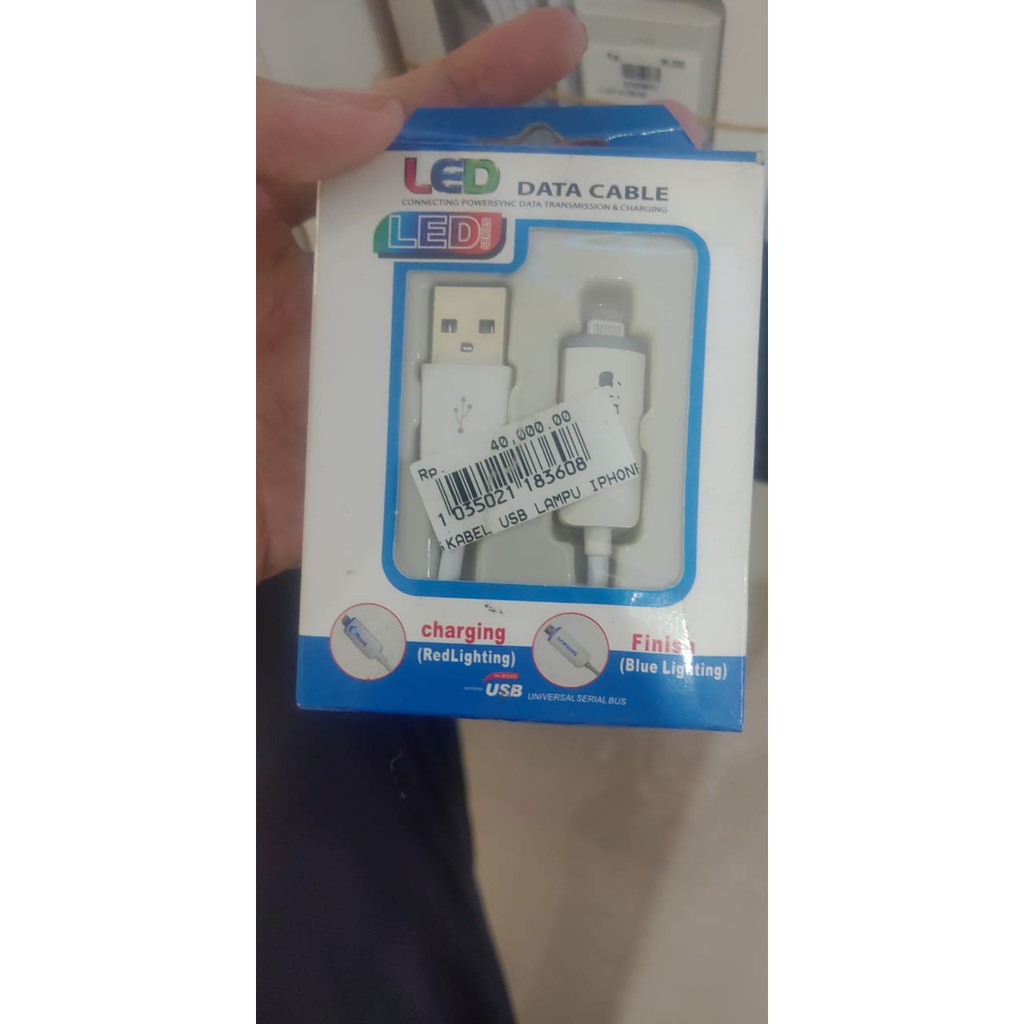 LED DATA CABLE
CONNECTING POWERSYNC DATA TRANSMISSION & CHARGING
LED SERIES
Rp. 40,000.00
1 035021 183608
KABEL USB LAMPU IPHONE
charging
(RedLighting)
Finish
(Blue Lighting)
USB UNIVERSAL SERIAL BUS